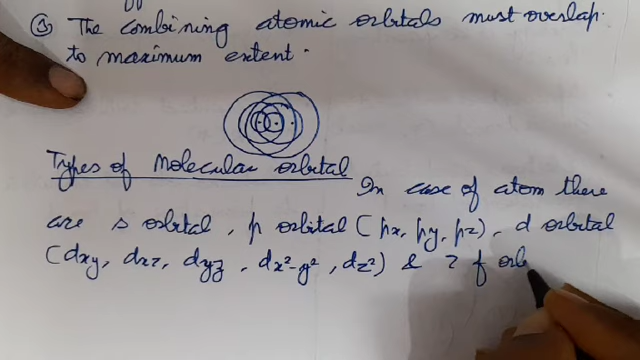 ③ The combining atomic orbitals must overlap
to maximum extent.
Types of Molecular orbital
In case of atom there
are s orbital, p orbital (px, py, pz), d orbital
(dxy, dxz, dyz, dx²-y², dz²) & 7 f orb